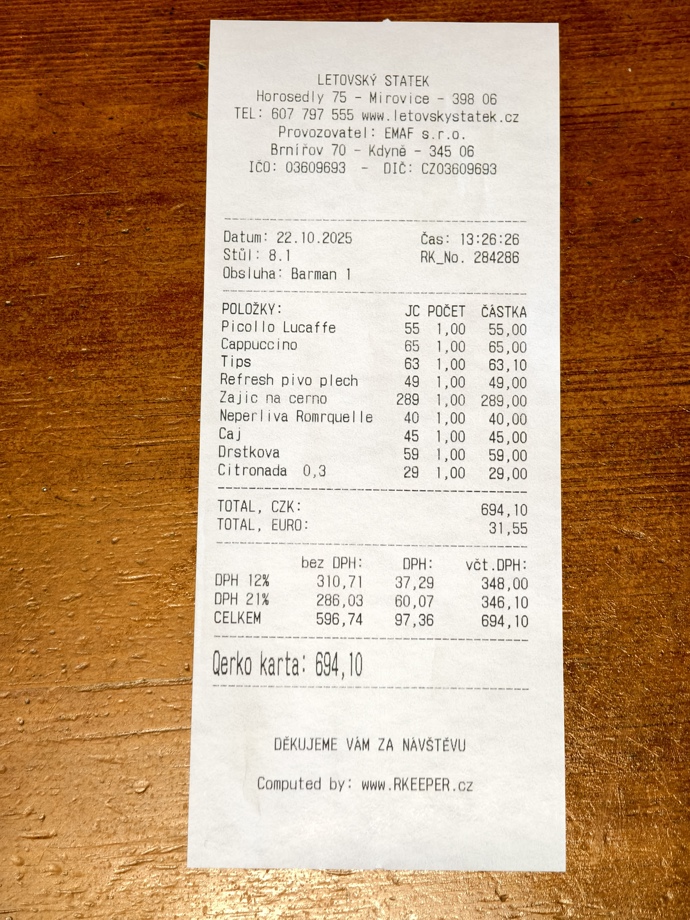 LETOVSKÝ STATEK
Horosedly 75 - Mirovice - 398 06
TEL: 607 797 555 www.letovskystatek.cz
Provozovatel: EMAF s.r.o.
Brnířov 70 - Kdyně - 345 06
IČO: 03609693 - DIČ: CZ03609693
Datum: 22.10.2025 Čas: 13:26:26
Stůl: 8.1 RK_No. 284286
Obsluha: Barman 1
POLOŽKY: JC POČET ČÁSTKA
Picollo Lucaffe 55 1,00 55,00
Cappuccino 65 1,00 65,00
Tips 63 1,00 63,10
Refresh pivo plech 49 1,00 49,00
Zajic na cerno 289 1,00 289,00
Neperliva Romrquelle 40 1,00 40,00
Caj 45 1,00 45,00
Drstkova 59 1,00 59,00
Citronada 0,3 29 1,00 29,00
TOTAL, CZK: 694,10
TOTAL, EURO: 31,55
bez DPH: DPH: včt.DPH:
DPH 12% 310,71 37,29 348,00
DPH 21% 286,03 60,07 346,10
CELKEM 596,74 97,36 694,10
Qerko karta: 694,10
DĚKUJEME VÁM ZA NÁVŠTĚVU
Computed by: www.RKEEPER.cz